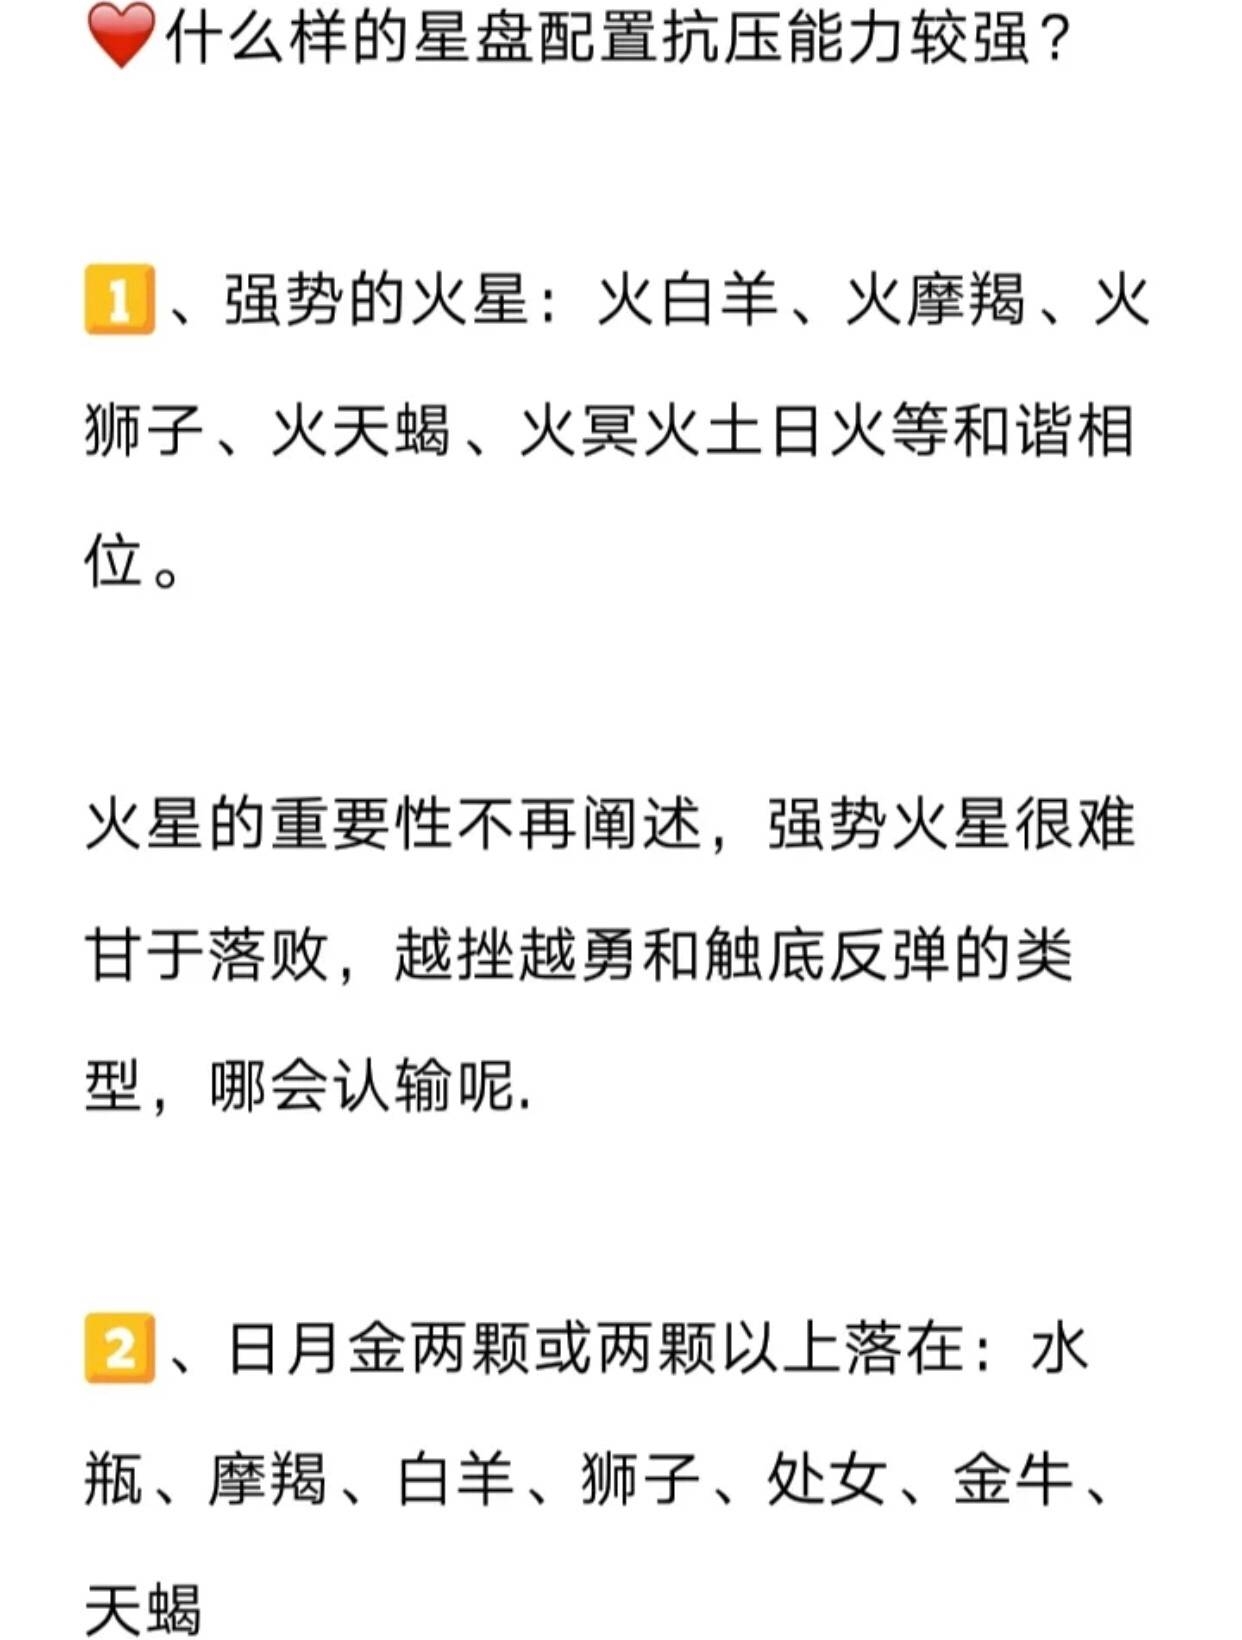 ❤️什么样的星盘配置抗压能力较强？
1️⃣、强势的火星：火白羊、火摩羯、火
狮子、火天蝎、火冥火土日火等和谐相
位。
火星的重要性不再阐述，强势火星很难
甘于落败，越挫越勇和触底反弹的类
型，哪会认输呢.
2️⃣、日月金两颗或两颗以上落在：水
瓶、摩羯、白羊、狮子、处女、金牛、
天蝎